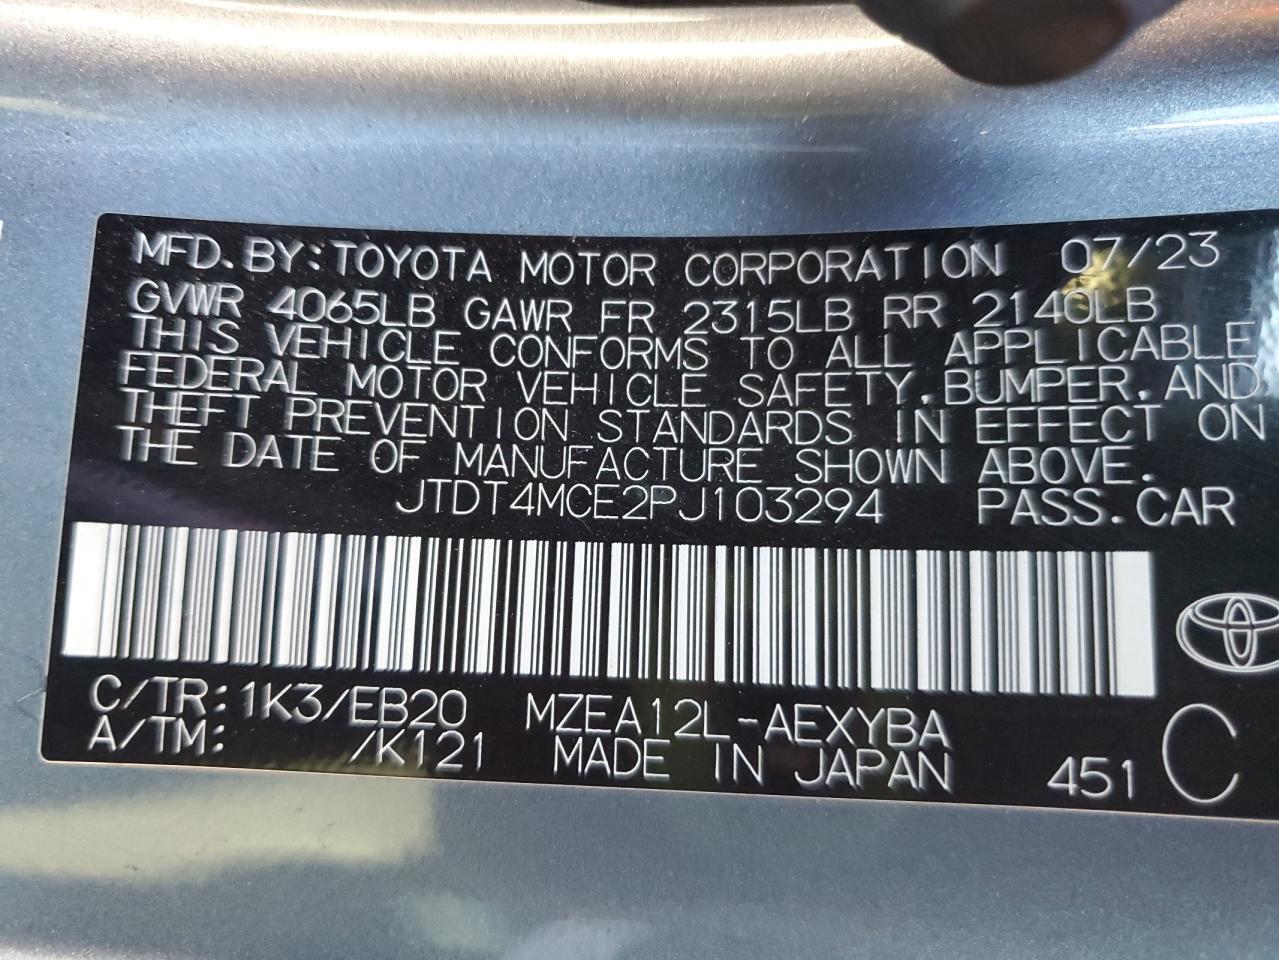 MFD. BY: TOYOTA MOTOR CORPORATION 07/23
GVWR 4065LB GAWR FR 2315LB RR 2140LB
THIS VEHICLE CONFORMS TO ALL APPLICABLE
FEDERAL MOTOR VEHICLE SAFETY, BUMPER, AND
THEFT PREVENTION STANDARDS IN EFFECT ON
THE DATE OF MANUFACTURE SHOWN ABOVE.
JTDT4MCE2PJ103294 PASS. CAR
C/TR: 1K3/EB20 MZEA12L-AEXYBA
A/TM: /K121 MADE IN JAPAN 451 C